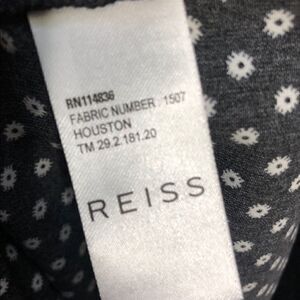 RN114836
FABRIC NUMBER : 1507
HOUSTON
TM 29.2.181.20
REISS